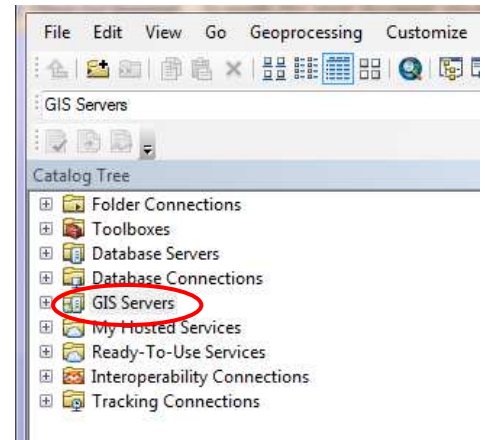 File Edit View Go Geoprocessing Customize
GIS Servers
Catalog Tree
Folder Connections
Toolboxes
Database Servers
Database Connections
GIS Servers
My Hosted Services
Ready-To-Use Services
Interoperability Connections
Tracking Connections